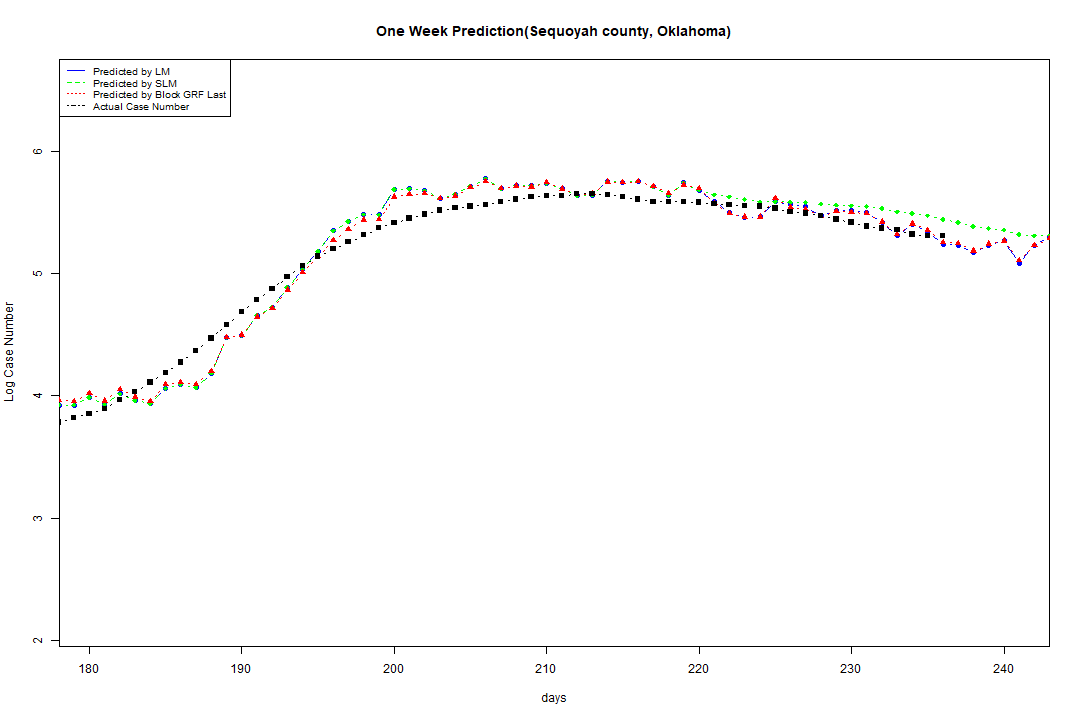 One Week Prediction(Sequoyah county, Oklahoma)
Predicted by LM
Predicted by SLM
Predicted by Block GRF Last
Actual Case Number
6
5
4
3
2
Log Case Number
180 190 200 210 220 230 240
days